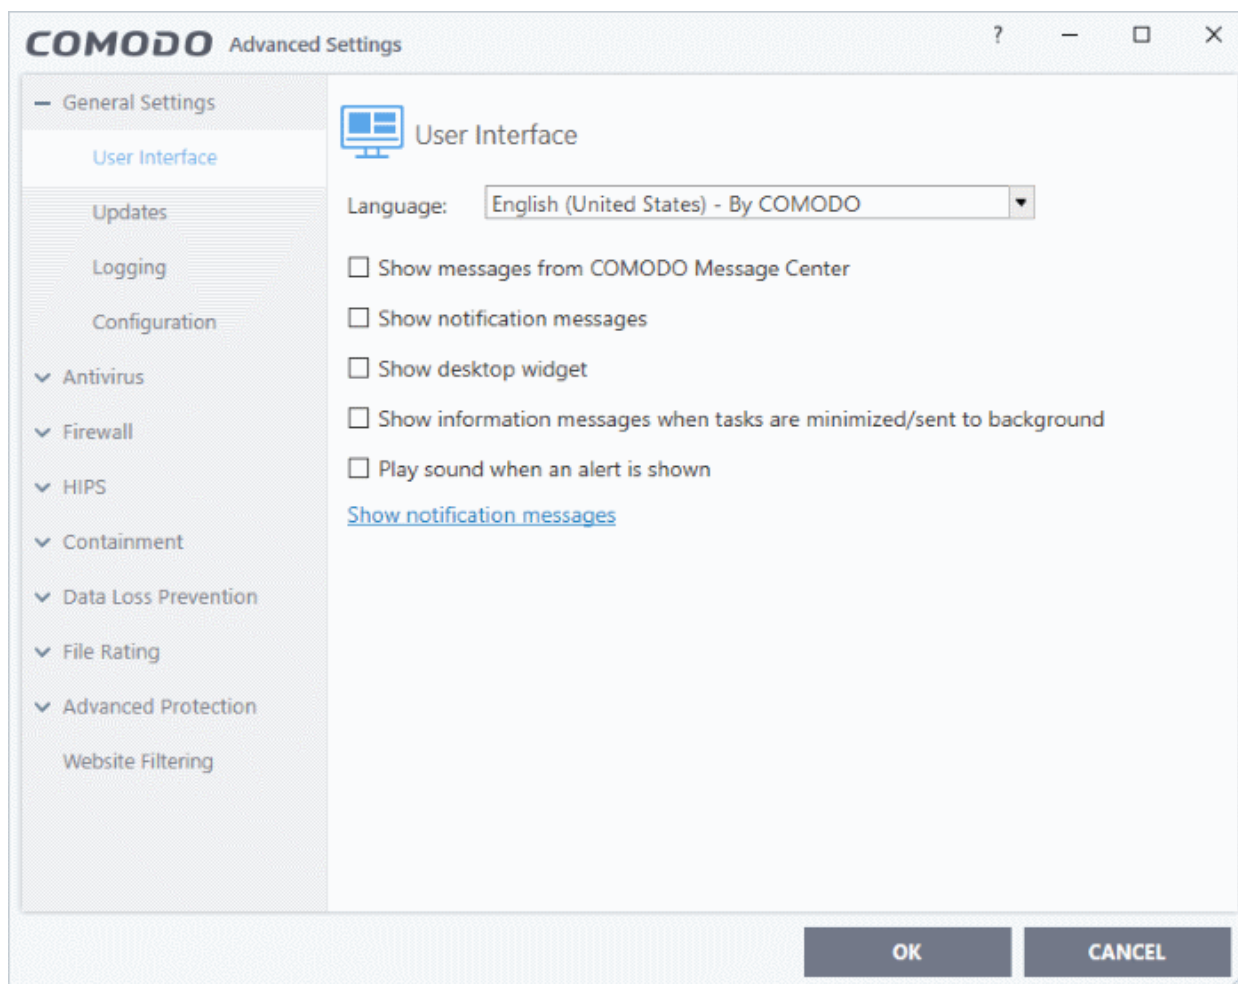 COMODO Advanced Settings ?
General Settings
User Interface
Updates
Logging
Configuration
Antivirus
Firewall
HIPS
Containment
Data Loss Prevention
File Rating
Advanced Protection
Website Filtering
User Interface
Language: English (United States) - By COMODO
Show messages from COMODO Message Center
Show notification messages
Show desktop widget
Show information messages when tasks are minimized/sent to background
Play sound when an alert is shown
Show notification messages
OK CANCEL